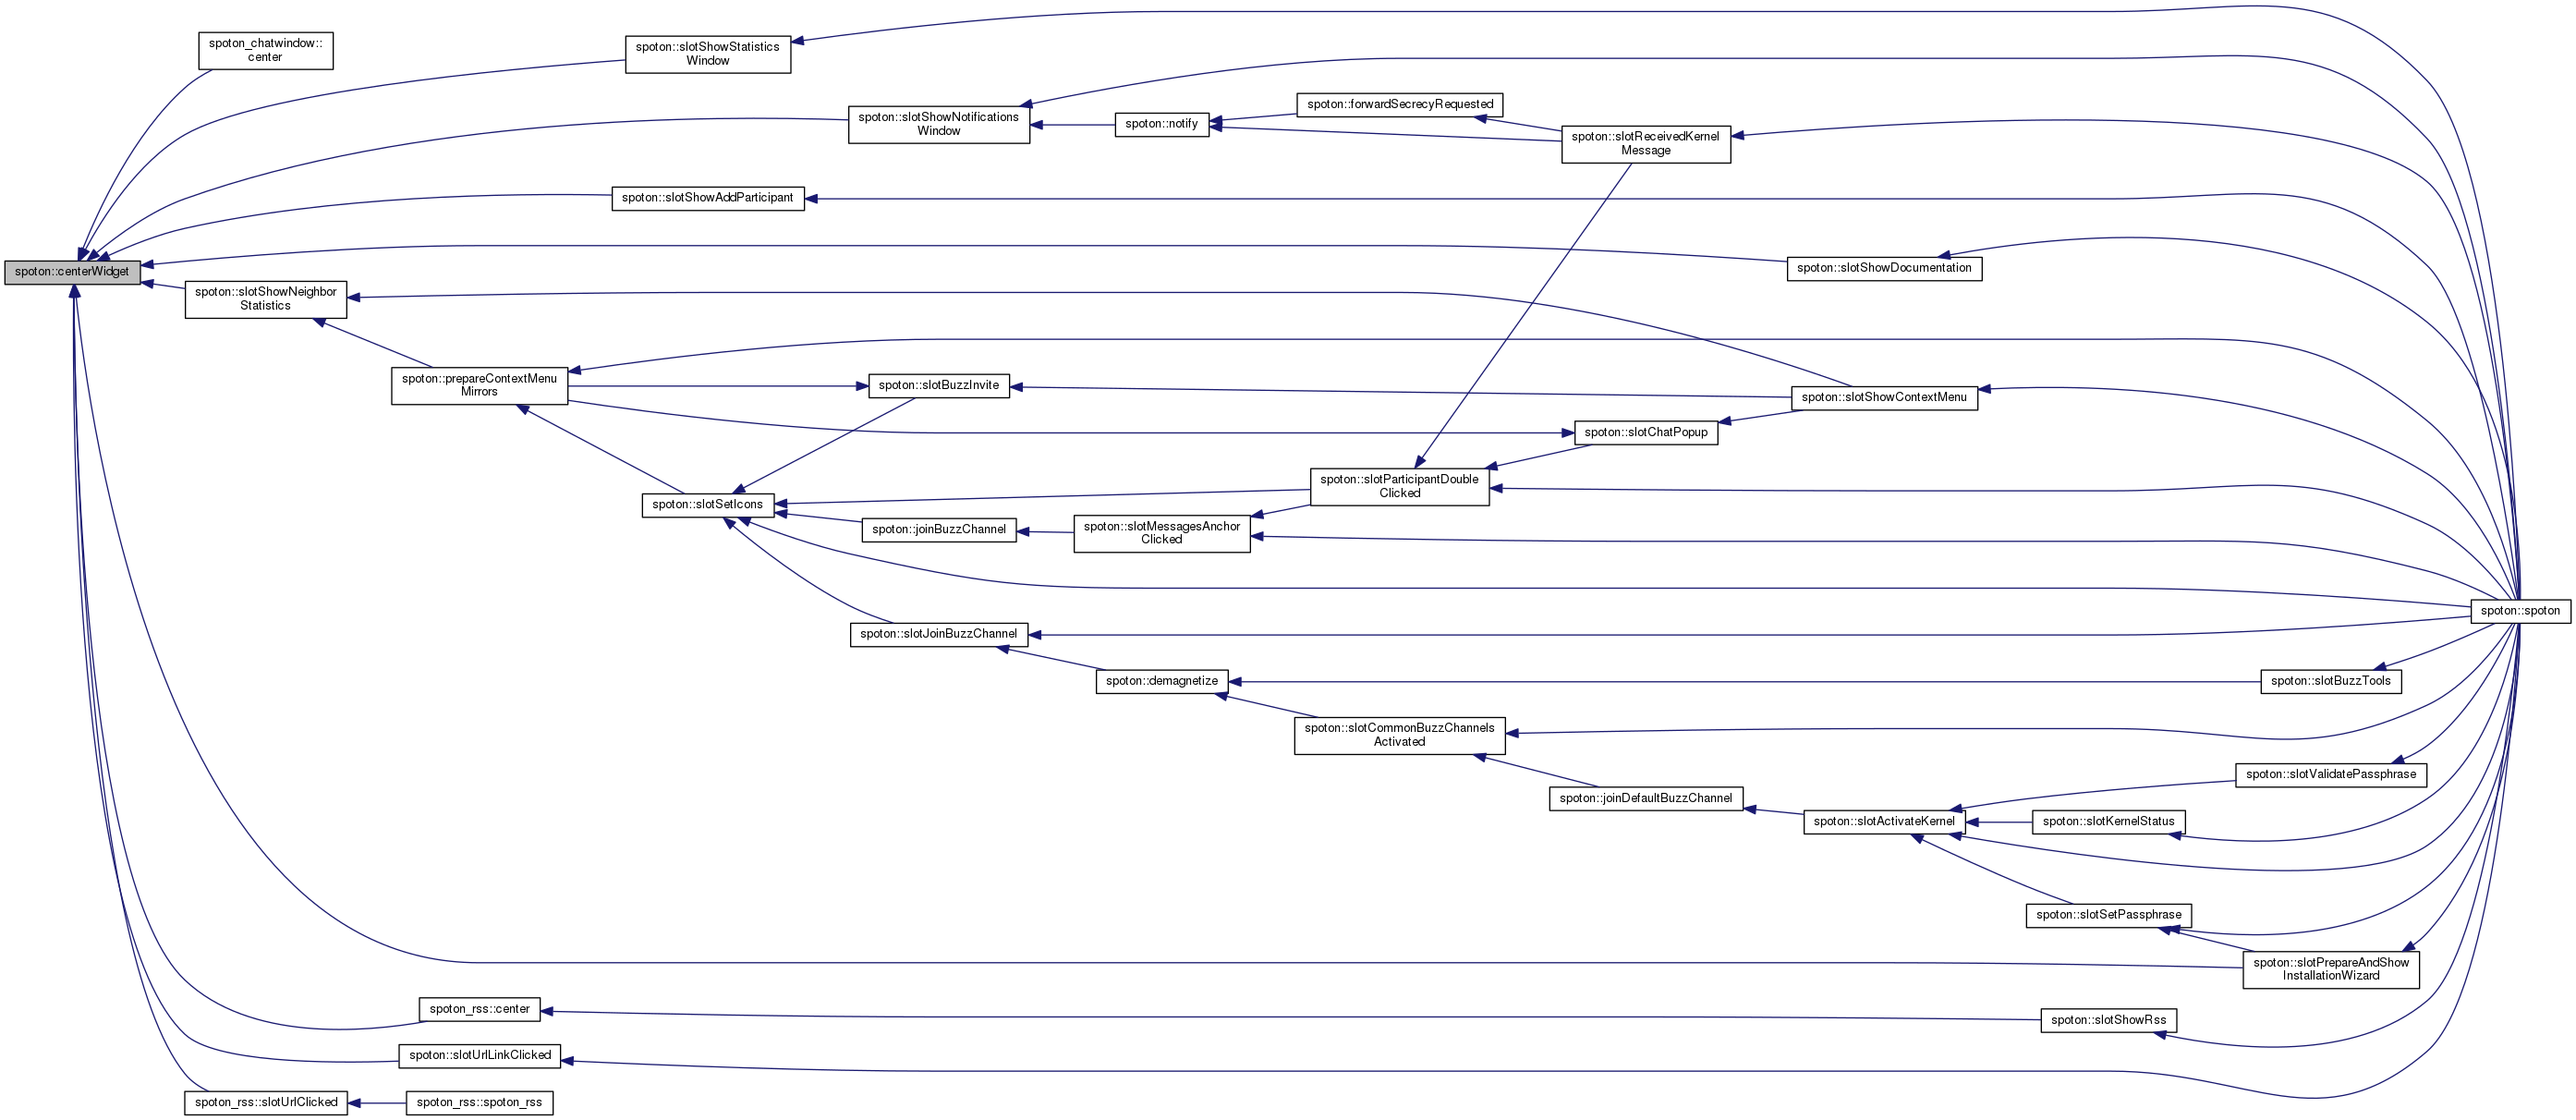 spoton_chatwindow::
center
spoton::slotShowStatistics
Window
spoton::slotShowNotifications
Window
spoton::notify
spoton::forwardSecrecyRequested
spoton::slotReceivedKernel
Message
spoton::slotShowAddParticipant
spoton::centerWidget
spoton::slotShowDocumentation
spoton::slotShowNeighbor
Statistics
spoton::prepareContextMenu
Mirrors
spoton::slotBuzzInvite
spoton::slotShowContextMenu
spoton::slotChatPopup
spoton::slotParticipantDouble
Clicked
spoton::slotSetIcons
spoton::joinBuzzChannel
spoton::slotMessagesAnchor
Clicked
spoton::spoton
spoton::slotJoinBuzzChannel
spoton::demagnetize
spoton::slotBuzzTools
spoton::slotCommonBuzzChannels
Activated
spoton::slotValidatePassphrase
spoton::joinDefaultBuzzChannel
spoton::slotActivateKernel
spoton::slotKernelStatus
spoton::slotSetPassphrase
spoton::slotPrepareAndShow
InstallationWizard
spoton_rss::center
spoton::slotShowRss
spoton::slotUrlLinkClicked
spoton_rss::slotUrlClicked
spoton_rss::spoton_rss